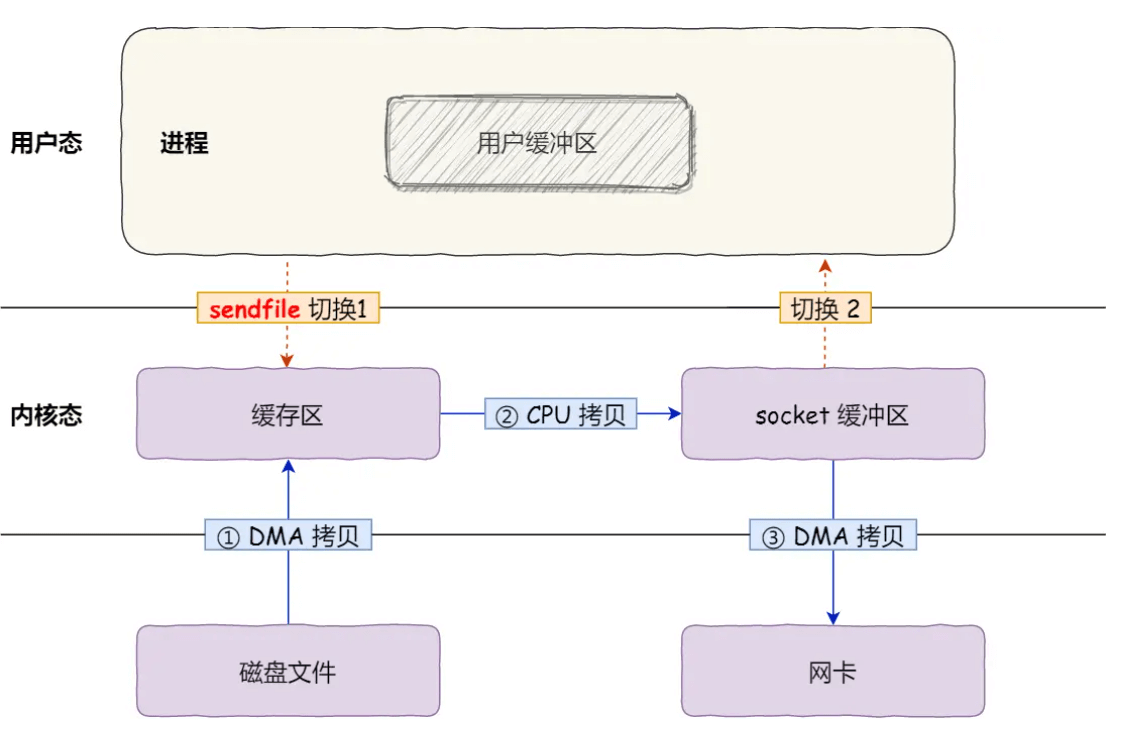 用户态
进程
用户缓冲区
sendfile 切换1
切换 2
内核态
缓存区
② CPU 拷贝
socket 缓冲区
① DMA 拷贝
③ DMA 拷贝
磁盘文件
网卡